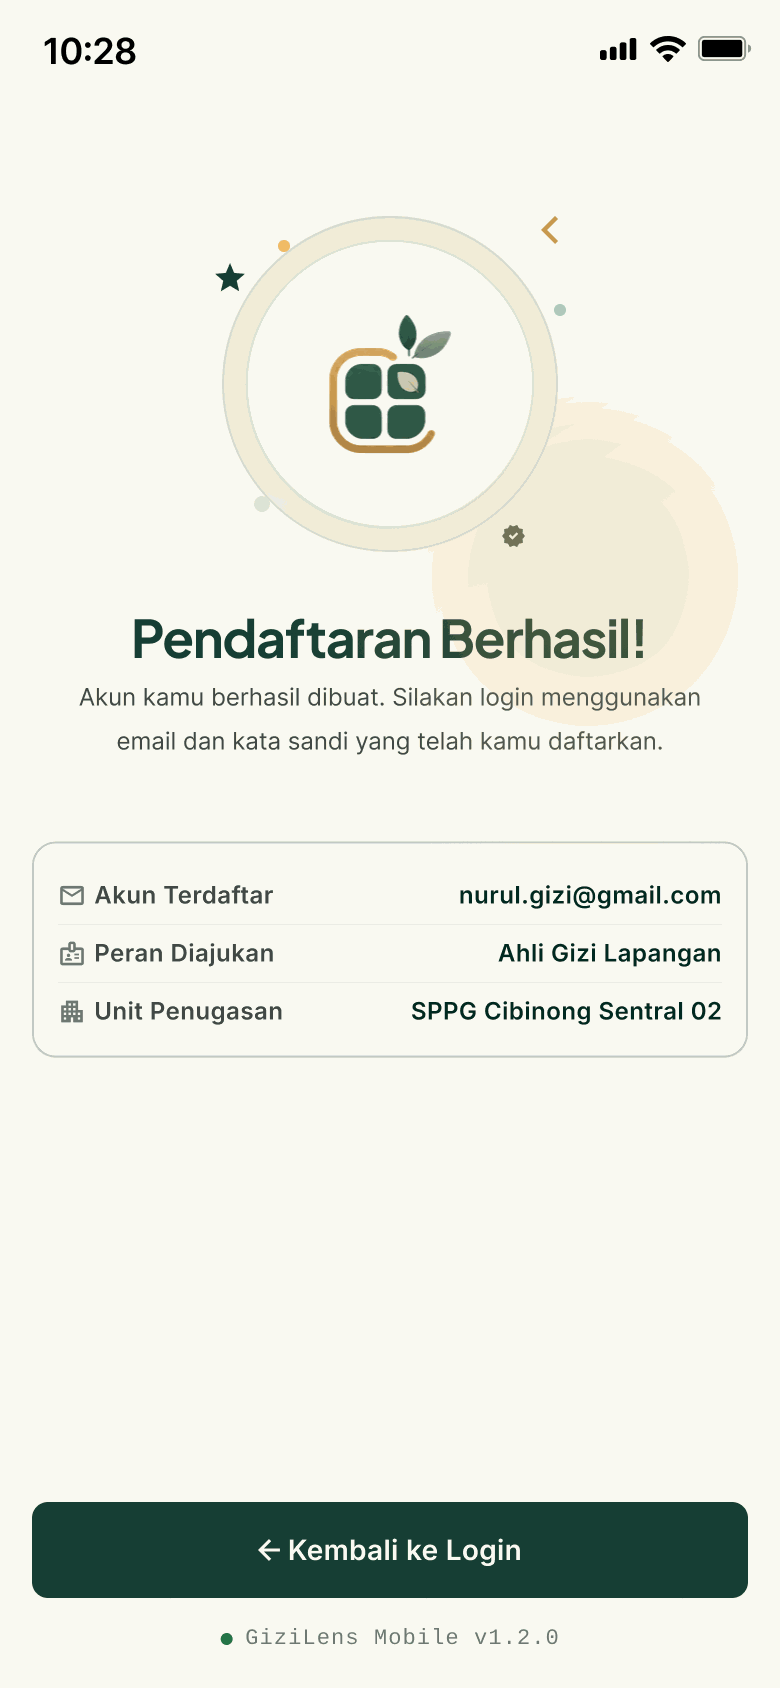 10:28
Pendaftaran Berhasil!
Akun kamu berhasil dibuat. Silakan login menggunakan
email dan kata sandi yang telah kamu daftarkan.
Akun Terdaftar nurul.gizi@gmail.com
Peran Diajukan Ahli Gizi Lapangan
Unit Penugasan SPPG Cibinong Sentral 02
← Kembali ke Login
GiziLens Mobile v1.2.0